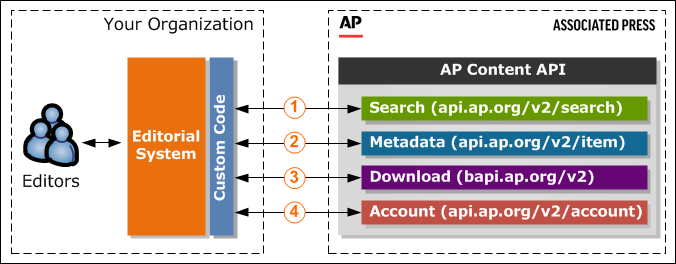 Your Organization
AP
ASSOCIATED PRESS
AP Content API
Editors
Editorial
System
Custom Code
1
Search (api.ap.org/v2/search)
2
Metadata (api.ap.org/v2/item)
3
Download (bapi.ap.org/v2)
4
Account (api.ap.org/v2/account)